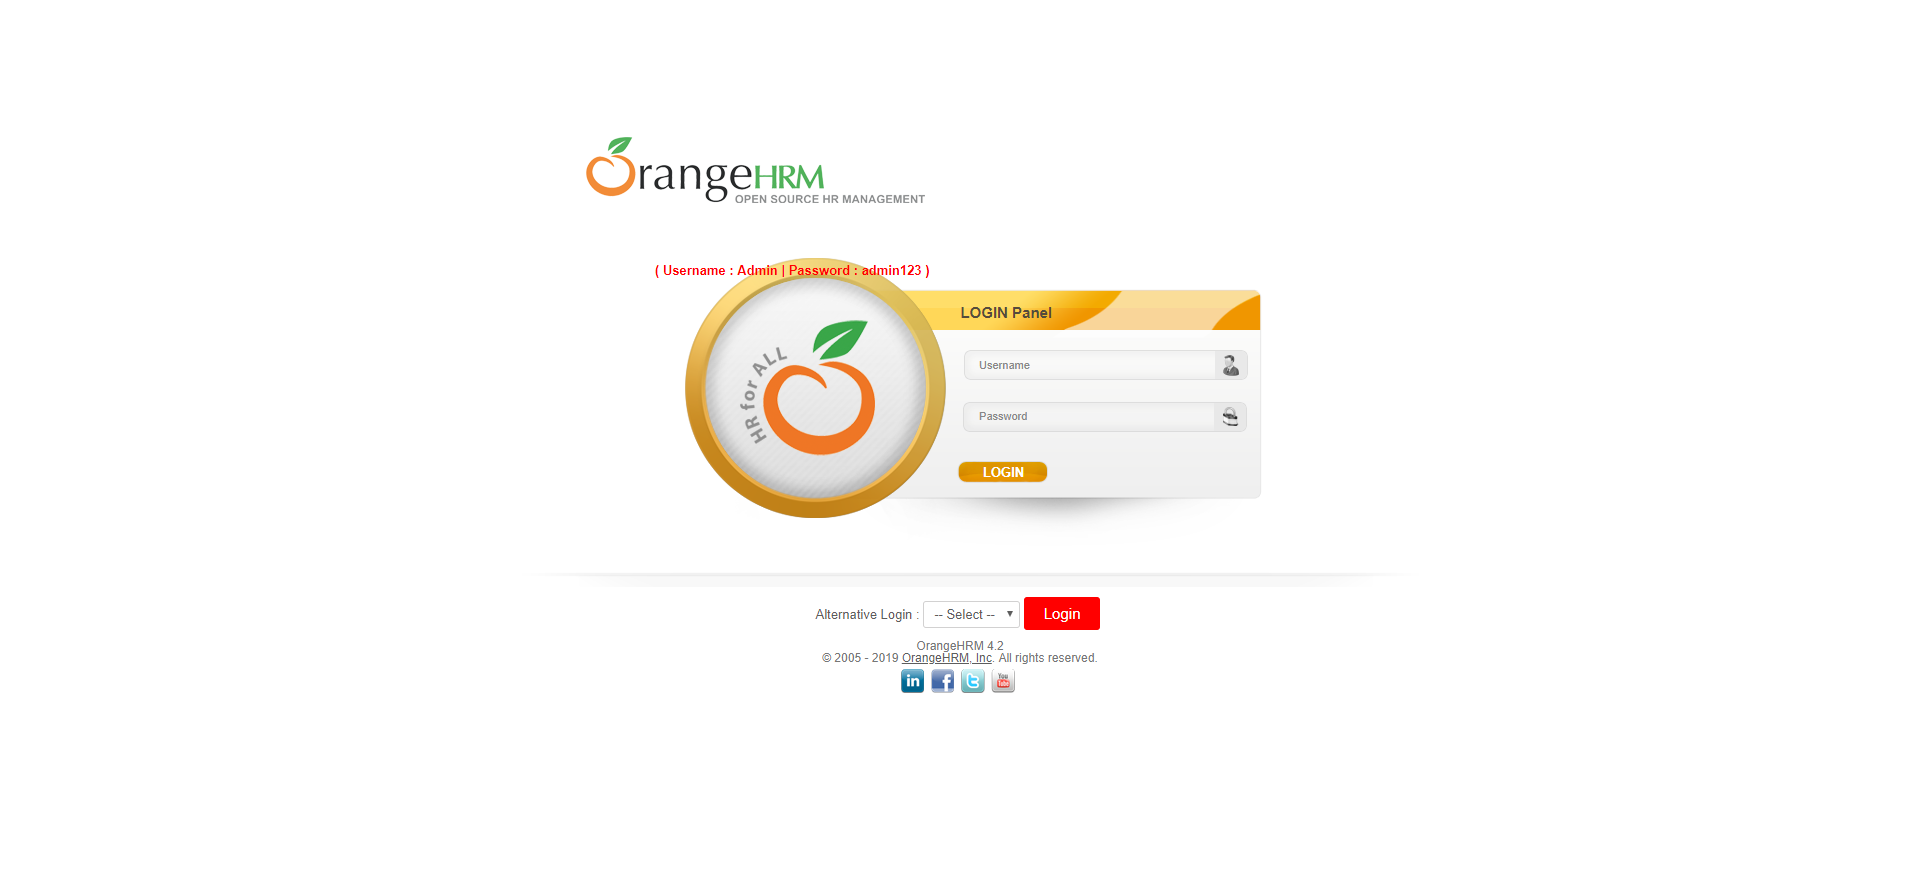 OrangeHRM
OPEN SOURCE HR MANAGEMENT
( Username : Admin | Password : admin123 )
LOGIN Panel
HR for ALL
Username
Password
LOGIN
Alternative Login : -- Select -- Login
OrangeHRM 4.2
© 2005 - 2019 OrangeHRM, Inc. All rights reserved.
in f t You Tube